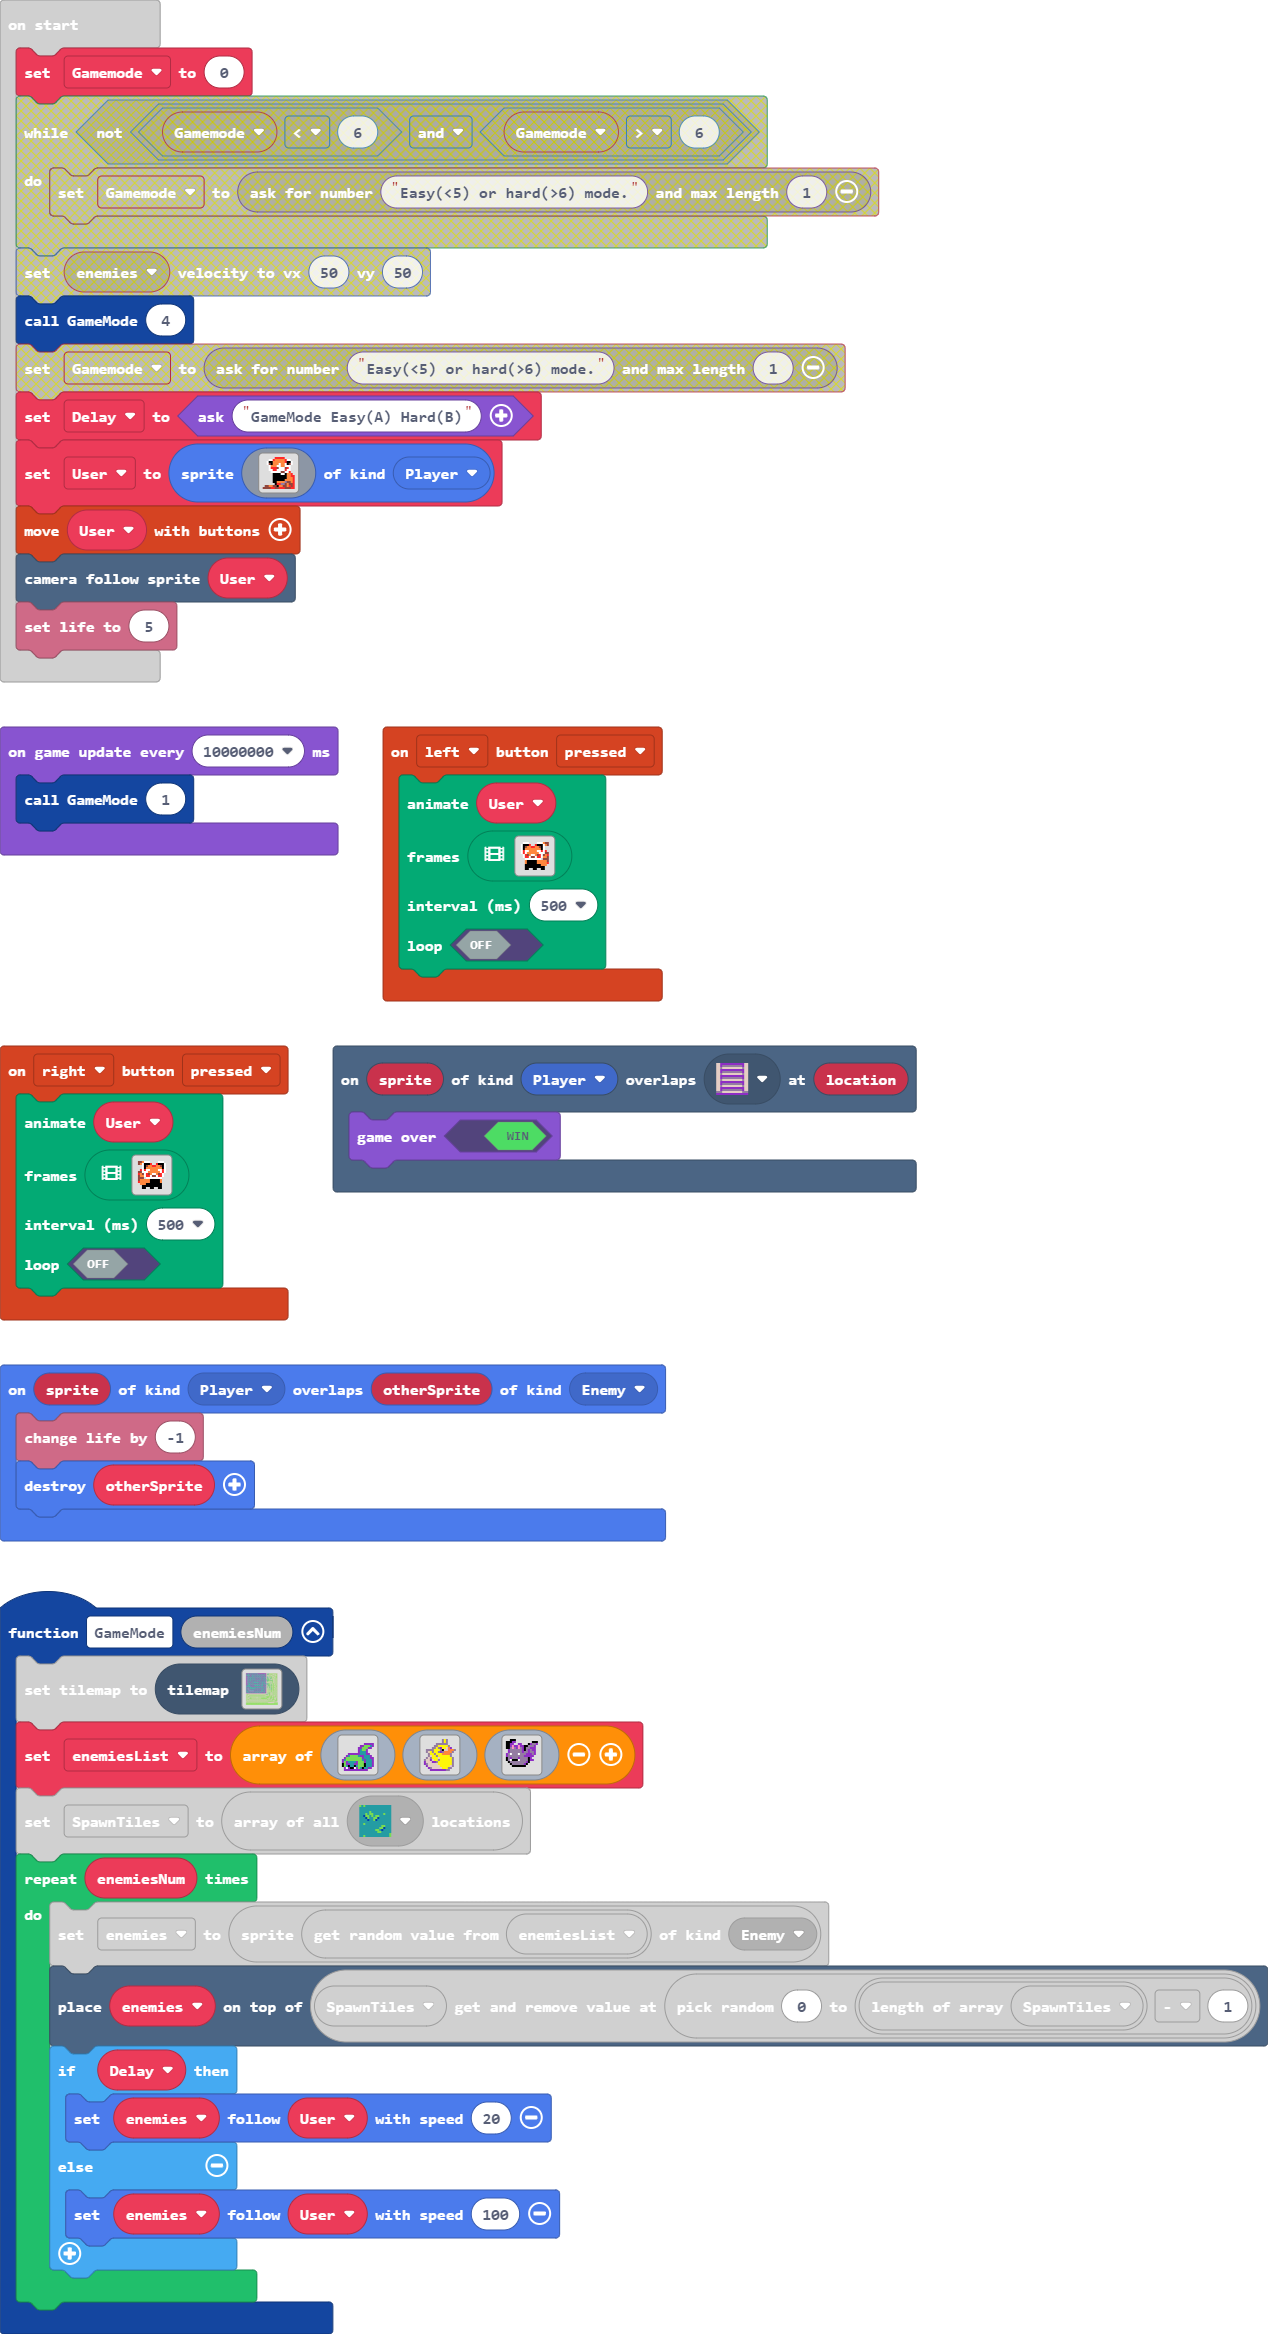 on start
set Gamemode to 0
while not Gamemode < 6 and Gamemode > 6
do set Gamemode to ask for number "Easy(<5) or hard(>6) mode." and max length 1
set enemies velocity to vx 50 vy 50
call GameMode 4
set Gamemode to ask for number "Easy(<5) or hard(>6) mode." and max length 1
set Delay to ask "GameMode Easy(A) Hard(B)"
set User to sprite of kind Player
move User with buttons
camera follow sprite User
set life to 5
on game update every 10000000 ms
call GameMode 1
on left button pressed
animate User
frames
interval (ms) 500
loop OFF
on right button pressed
animate User
frames
interval (ms) 500
loop OFF
on sprite of kind Player overlaps at location
game over WIN
on sprite of kind Player overlaps otherSprite of kind Enemy
change life by -1
destroy otherSprite
function GameMode enemiesNum
set tilemap to tilemap
set enemiesList to array of
set SpawnTiles to array of all locations
repeat enemiesNum times
do
set enemies to sprite get random value from enemiesList of kind Enemy
place enemies on top of SpawnTiles get and remove value at pick random 0 to length of array SpawnTiles - 1
if Delay then
set enemies follow User with speed 20
else
set enemies follow User with speed 100